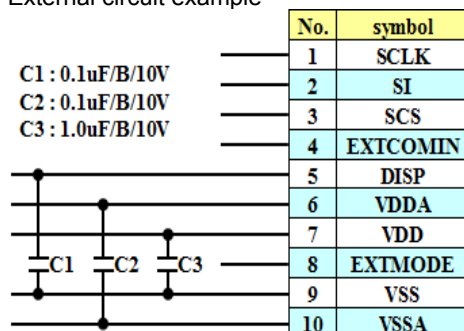 External circuit example
C1 : 0.1uF/B/10V
C2 : 0.1uF/B/10V
C3 : 1.0uF/B/10V
C1 C2 C3
No. symbol
1 SCLK
2 SI
3 SCS
4 EXTCOMIN
5 DISP
6 VDDA
7 VDD
8 EXTMODE
9 VSS
10 VSSA